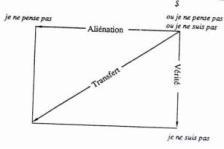 $
je ne pense pas
ou je ne pense pas
ou je ne suis pas
Aliénation
Transfert
Vérité
je ne suis pas